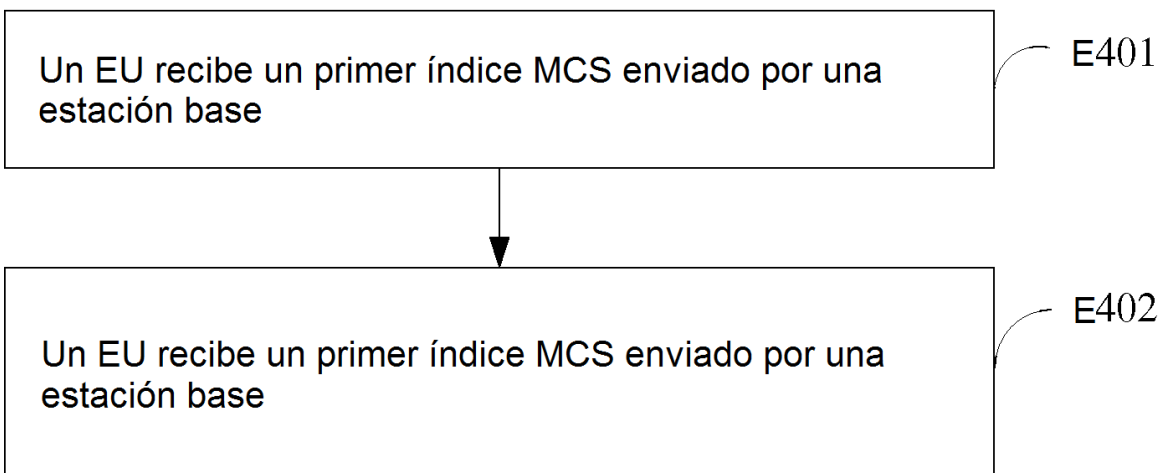 Un EU recibe un primer índice MCS enviado por una
estación base
E401
Un EU recibe un primer índice MCS enviado por una
estación base
E402